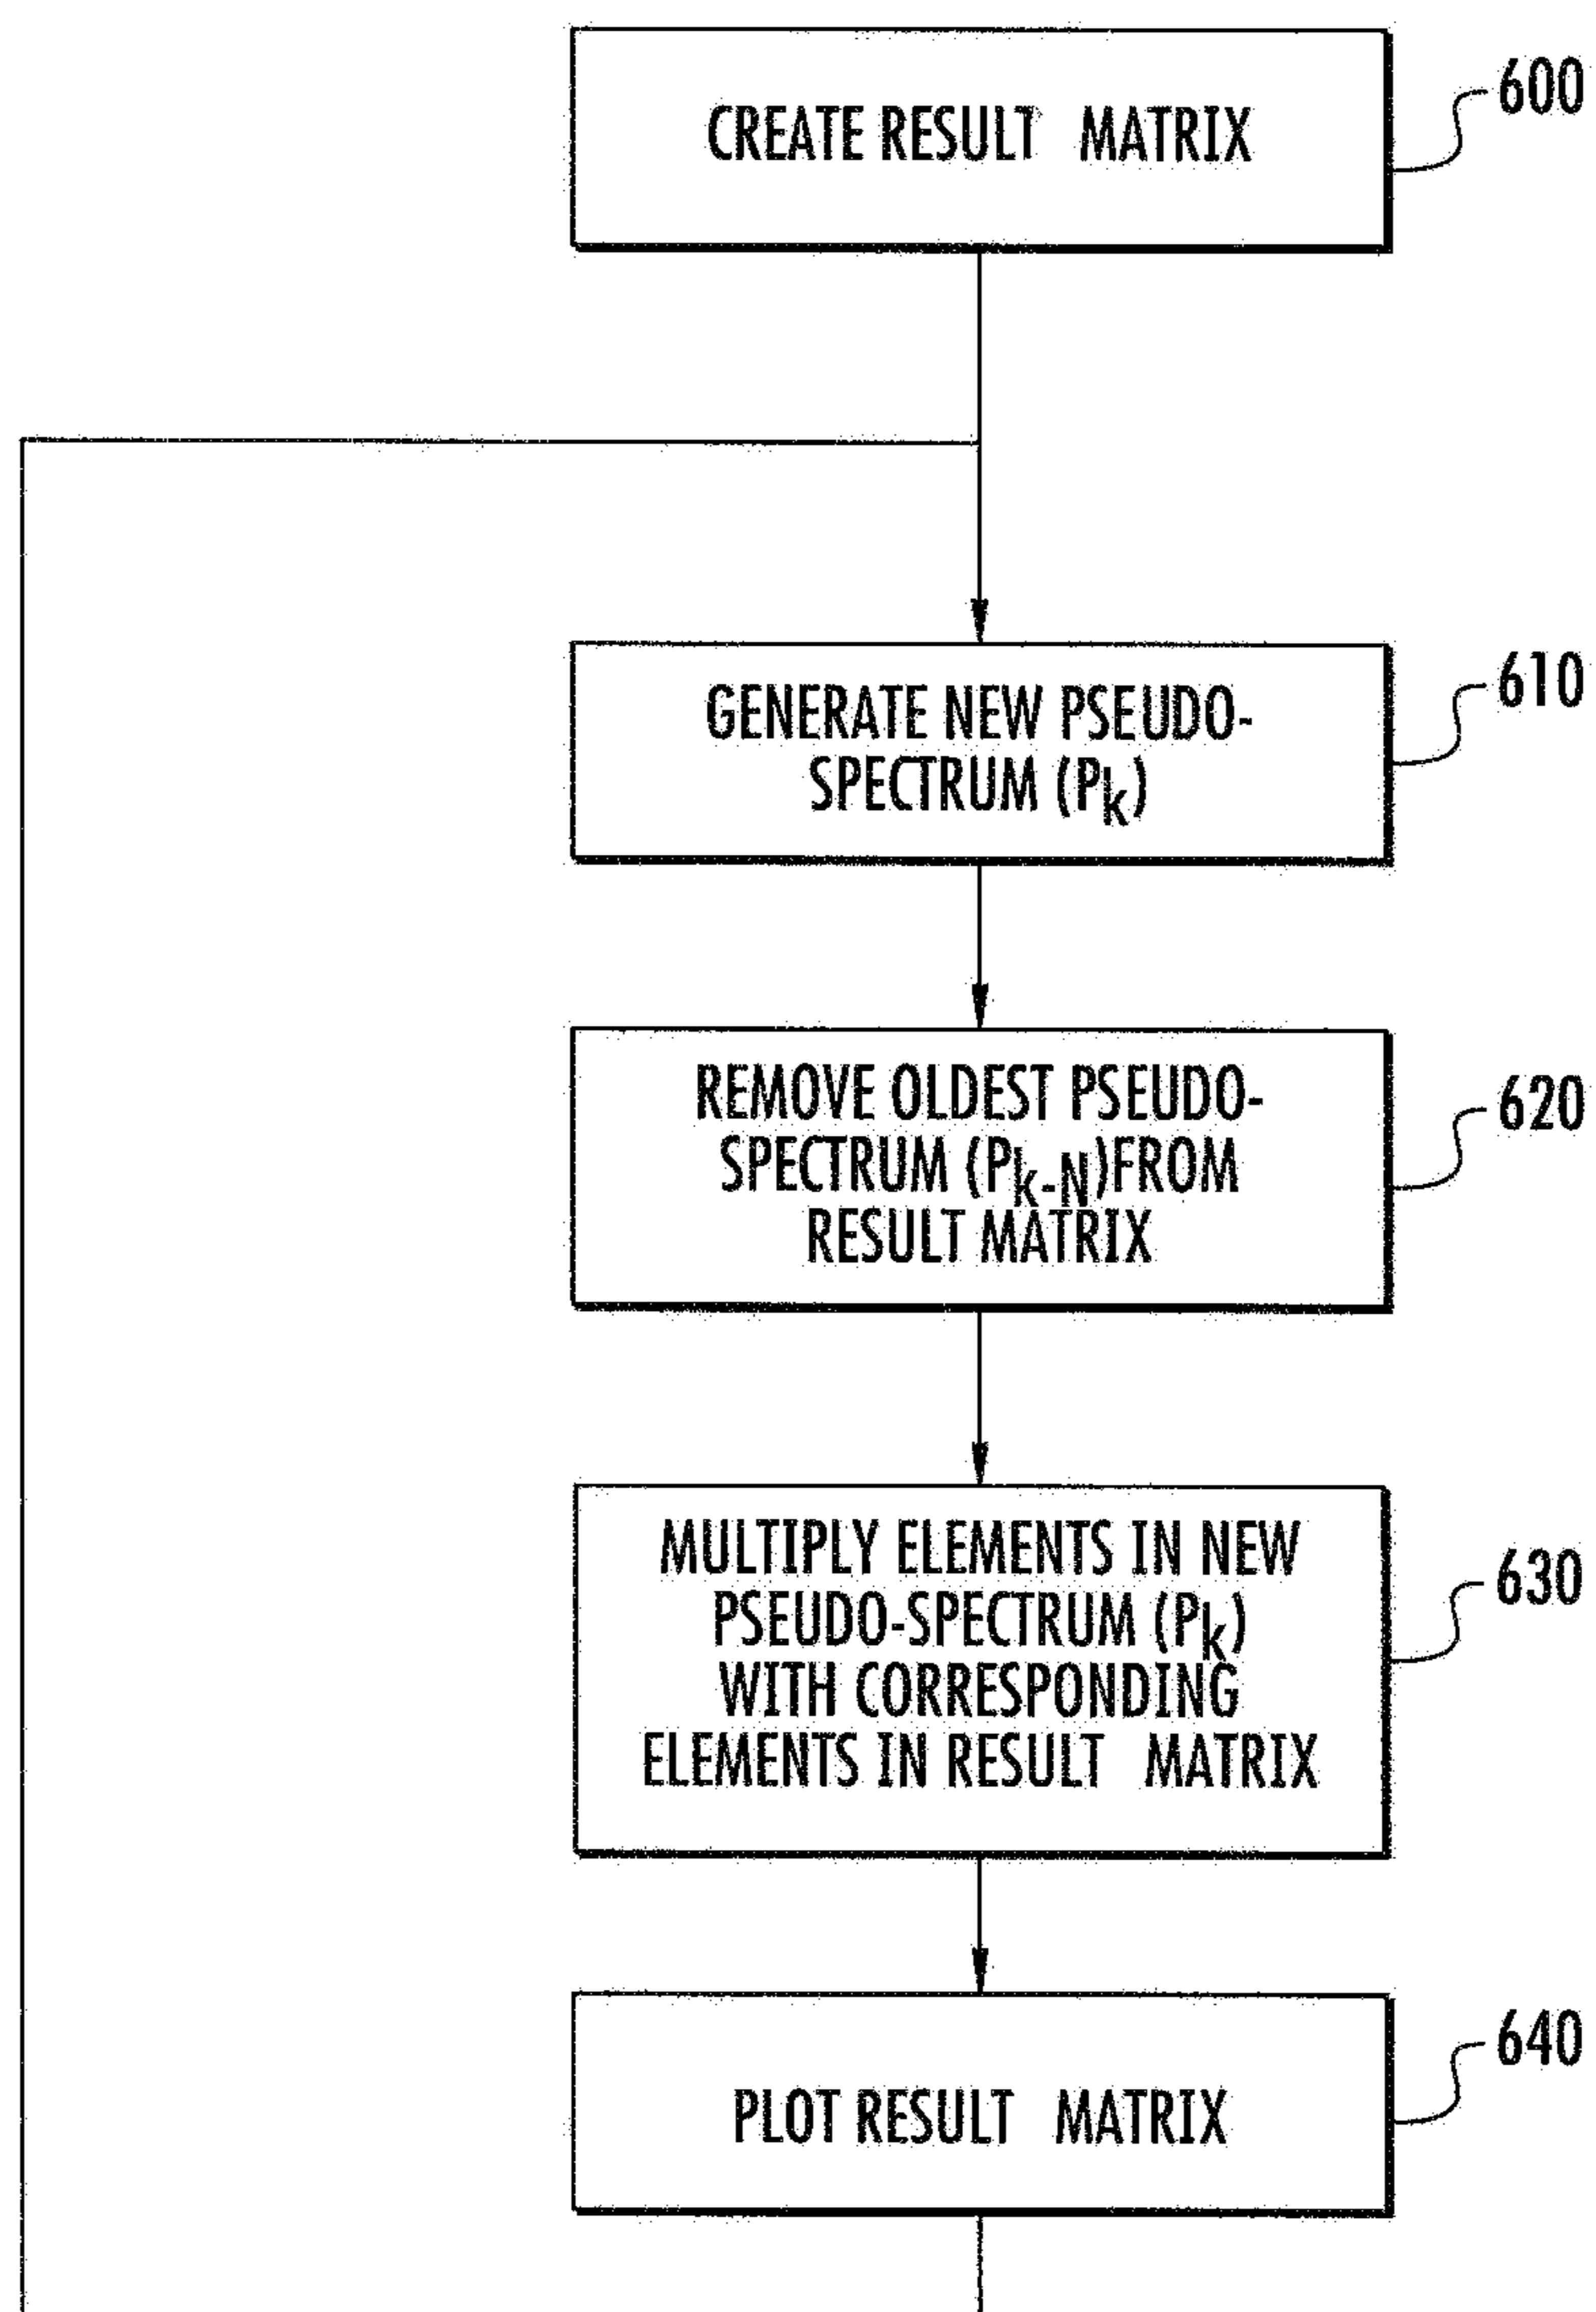 CREATE RESULT MATRIX
600
GENERATE NEW PSEUDO-
SPECTRUM (Pk)
610
REMOVE OLDEST PSEUDO-
SPECTRUM (Pk-N)FROM
RESULT MATRIX
620
MULTIPLY ELEMENTS IN NEW
PSEUDO-SPECTRUM (Pk)
WITH CORRESPONDING
ELEMENTS IN RESULT MATRIX
630
PLOT RESULT MATRIX
640